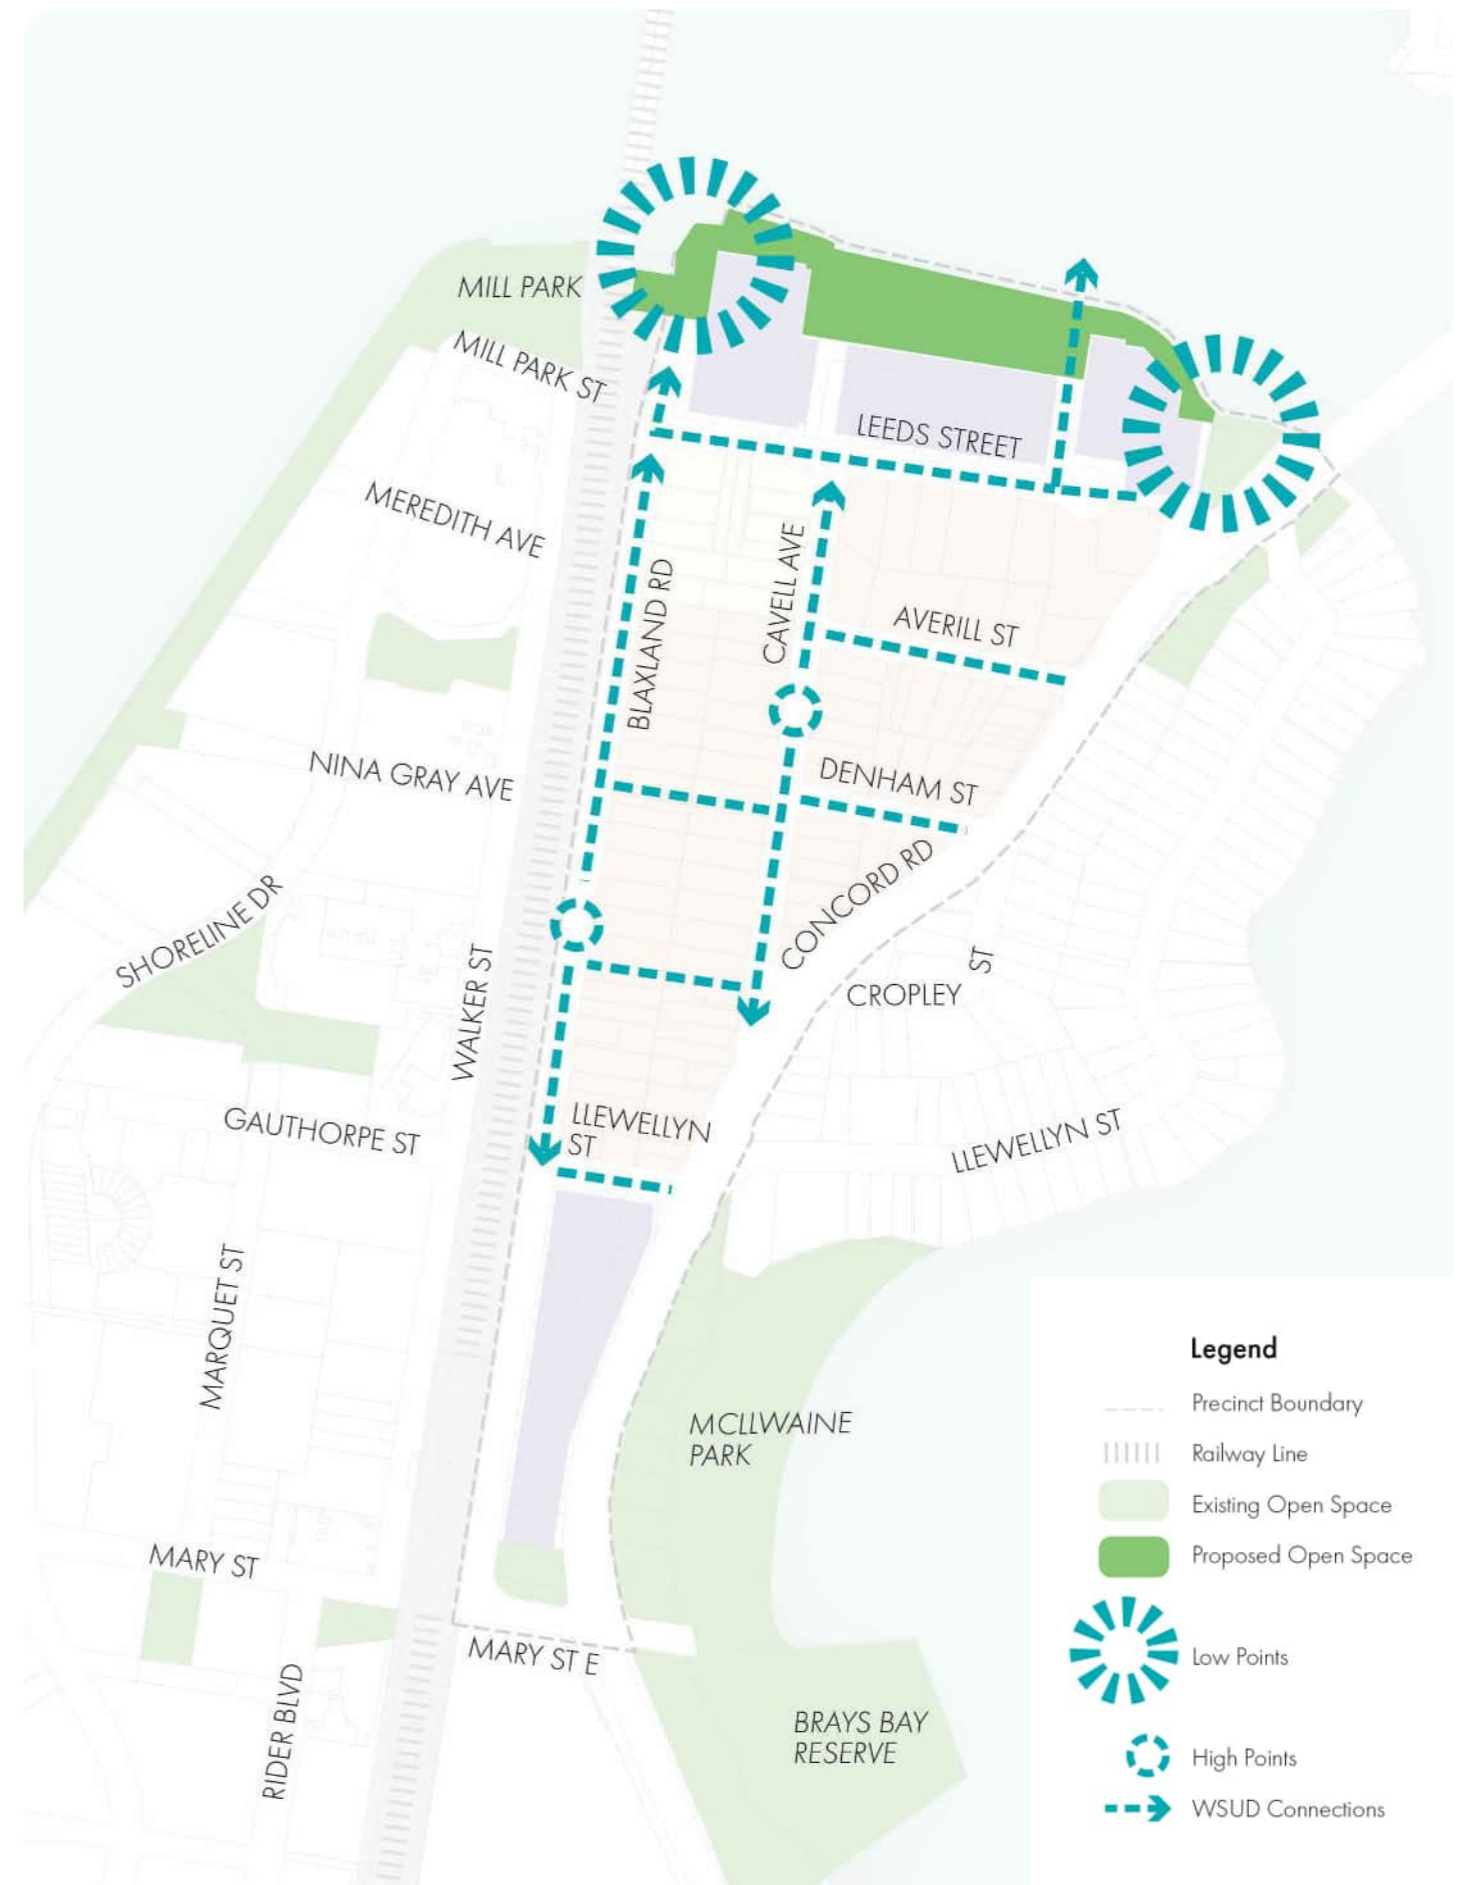 MILL PARK
MILL PARK ST
LEEDS STREET
MEREDITH AVE
CAVELL AVE
BLAXLAND RD
AVERILL ST
NINA GRAY AVE
DENHAM ST
CONCORD RD
SHORELINE DR
WALKER ST
CROPLEY
ST
GAUTHORPE ST
LLEWELLYN
ST
LLEWELLYN ST
MARQUET ST
MCLLWAINE
PARK
MARY ST
MARY ST E
RIDER BLVD
BRAYS BAY
RESERVE
Legend
Precinct Boundary
Railway Line
Existing Open Space
Proposed Open Space
Low Points
High Points
WSUD Connections